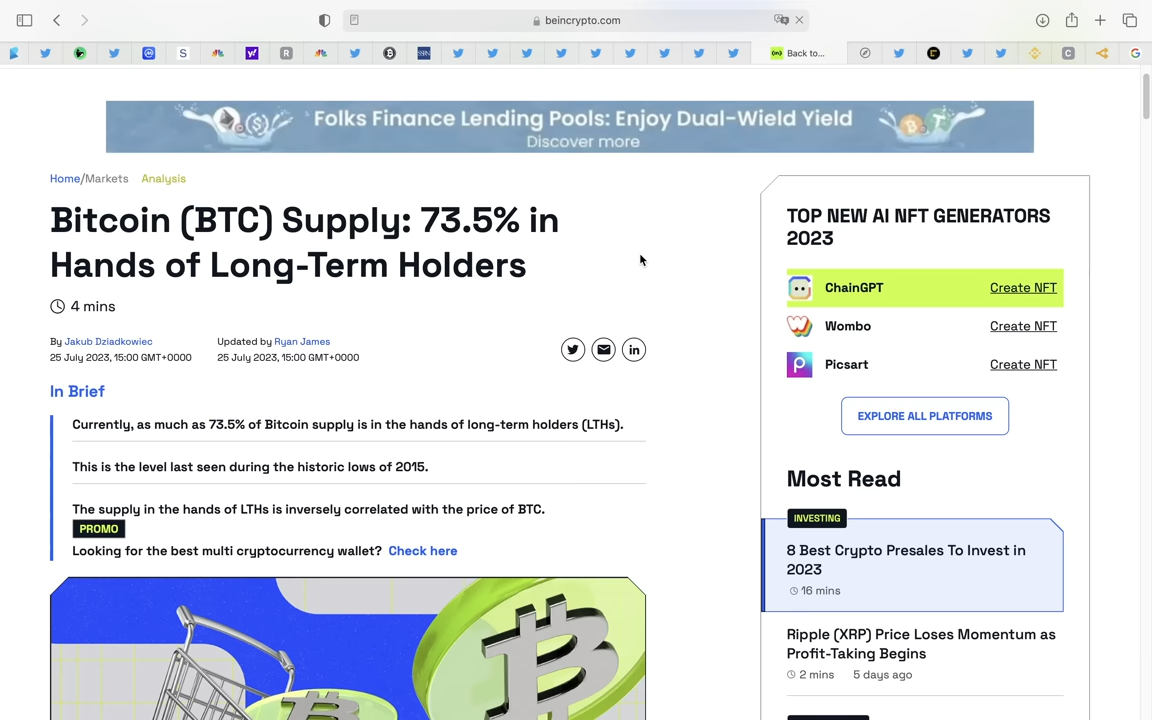 beincrypto.com
Back to...
Folks Finance Lending Pools: Enjoy Dual-Wield Yield
Discover more
Home/Markets Analysis
Bitcoin (BTC) Supply: 73.5% in
Hands of Long-Term Holders
4 mins
By Jakub Dziadkowiec
25 July 2023, 15:00 GMT+0000
Updated by Ryan James
25 July 2023, 15:00 GMT+0000
In Brief
Currently, as much as 73.5% of Bitcoin supply is in the hands of long-term holders (LTHs).
This is the level last seen during the historic lows of 2015.
The supply in the hands of LTHs is inversely correlated with the price of BTC.
PROMO
Looking for the best multi cryptocurrency wallet? Check here
TOP NEW AI NFT GENERATORS
2023
ChainGPT Create NFT
Wombo Create NFT
Picsart Create NFT
EXPLORE ALL PLATFORMS
Most Read
INVESTING
8 Best Crypto Presales To Invest in
2023
16 mins
Ripple (XRP) Price Loses Momentum as
Profit-Taking Begins
2 mins 5 days ago